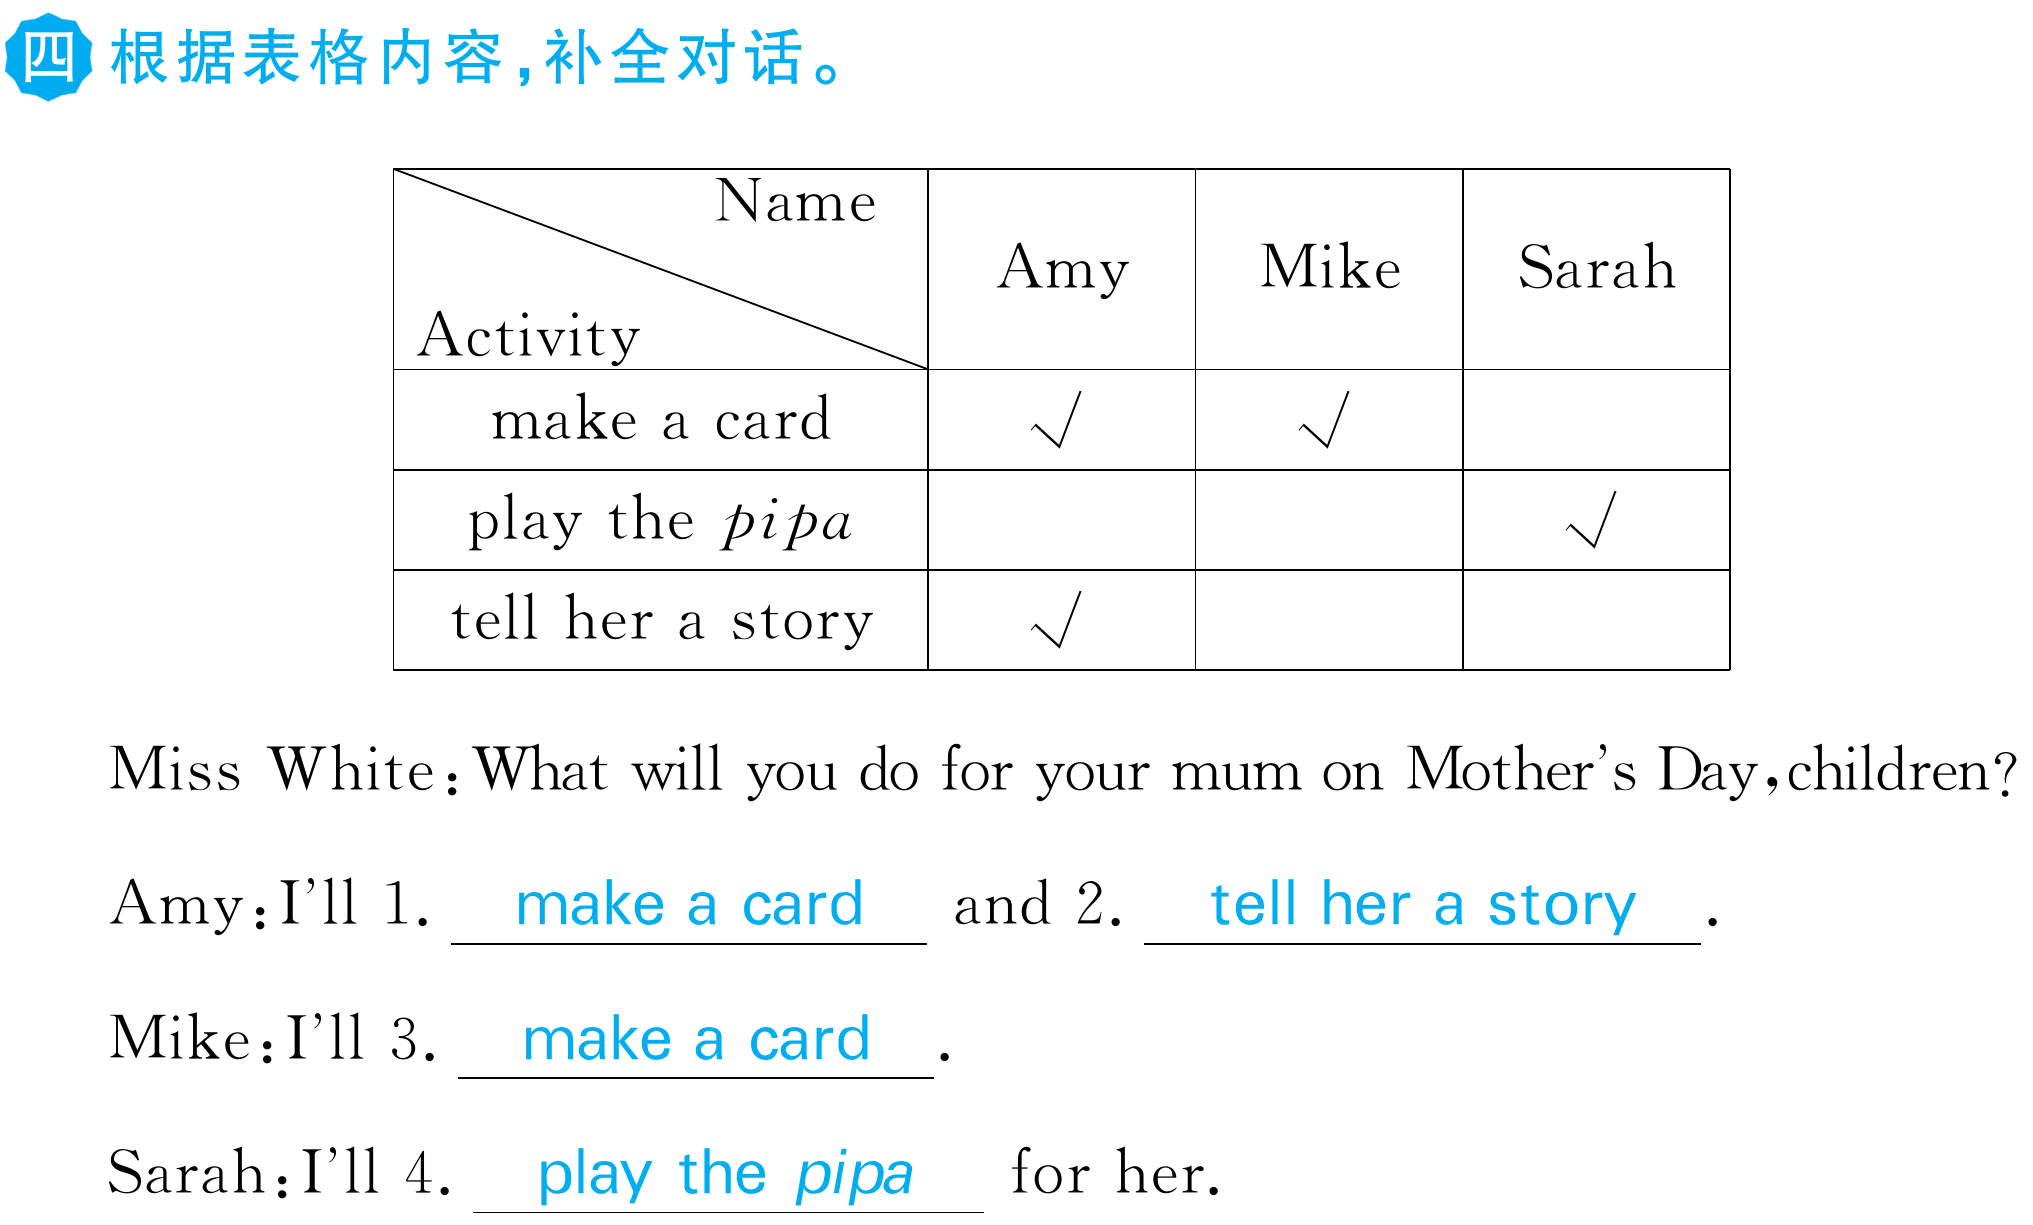 四 根据表格内容,补全对话。
Name
Activity
Amy Mike Sarah
make a card √ √
play the pipa √
tell her a story √
Miss White:What will you do for your mum on Mother's Day,children?
Amy:I'll 1. make a card and 2. tell her a story.
Mike:I'll 3. make a card.
Sarah:I'll 4. play the pipa for her.